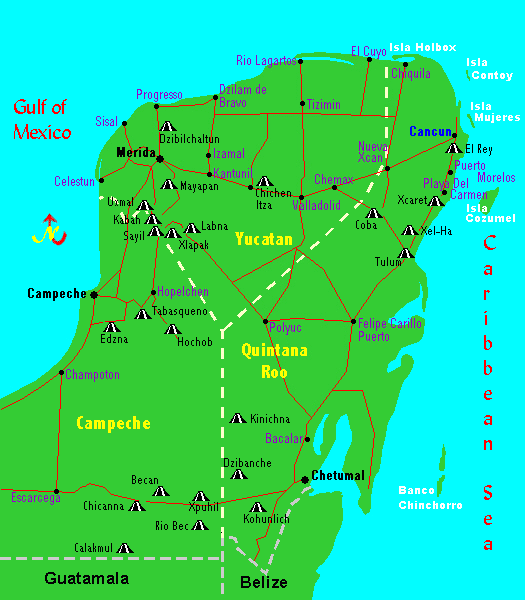 El Cuyo
Isla Holbox
Rio Lagartos
Isla
Contoy
Chiquila
Progresso
Dzilam de
Bravo
Tizimin
Gulf of
Mexico
Isla
Mujeres
Sisal
Dzibilchaltun
Cancun
Merida
Izamal
Nueva
Xcan
El Rey
Celestun
Kantunil
Mayapan
Chichen
Itza
Chemax
Puerto
Morelos
Playa Del
Carmen
Uxmal
Valladolid
Xcaret
Isla
Cozumel
Kabah
Labna
Coba
Sayil
Xlapak
Yucatan
Xel-Ha
Tulum
N
Caribbean Sea
Campeche
Hopelchen
Tabasqueno
Edzna
Hochob
Polyuc
Felipe Carillo
Puerto
Quintana
Roo
Champoton
Campeche
Kinichna
Bacalar
Dzibanche
Becan
Chetumal
Escarcega
Chicanna
Xpuhil
Banco
Chinchorro
Rio Bec
Kohunlich
Calakmul
Guatamala
Belize